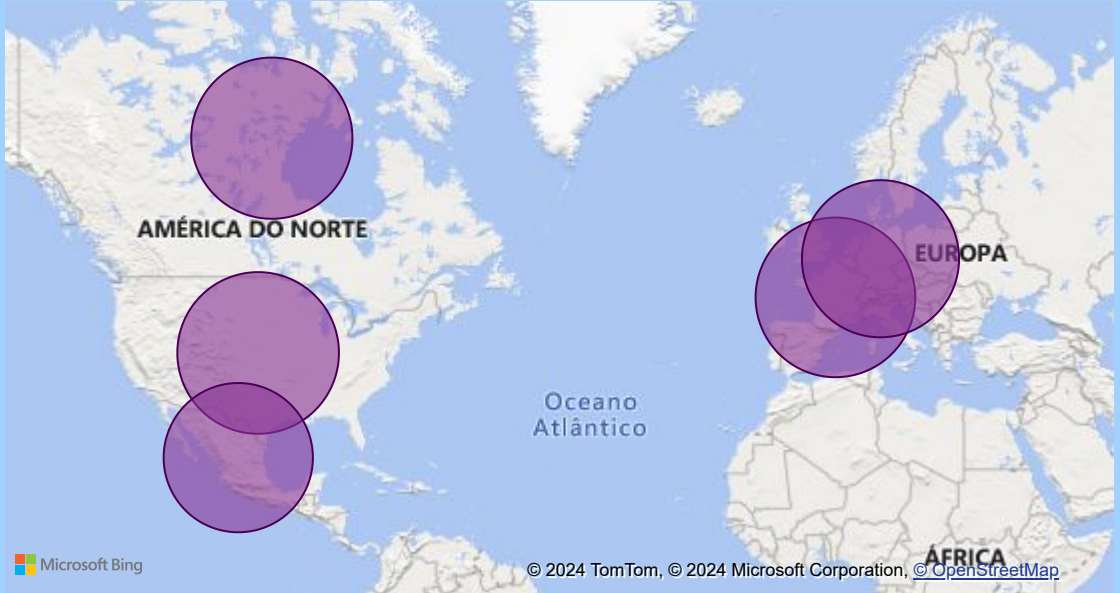 AMÉRICA DO NORTE
EUROPA
Oceano
Atlântico
ÁFRICA
Microsoft Bing
© 2024 TomTom, © 2024 Microsoft Corporation, © OpenStreetMap